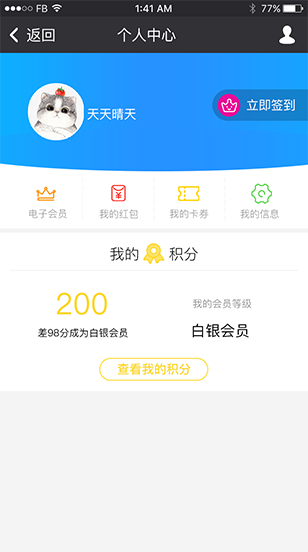 FB 1:41 AM 77%
返回 个人中心
天天晴天 立即签到
电子会员 我的红包 我的卡券 我的信息
我的 积分
200 我的会员等级
差98分成为白银会员 白银会员
查看我的积分